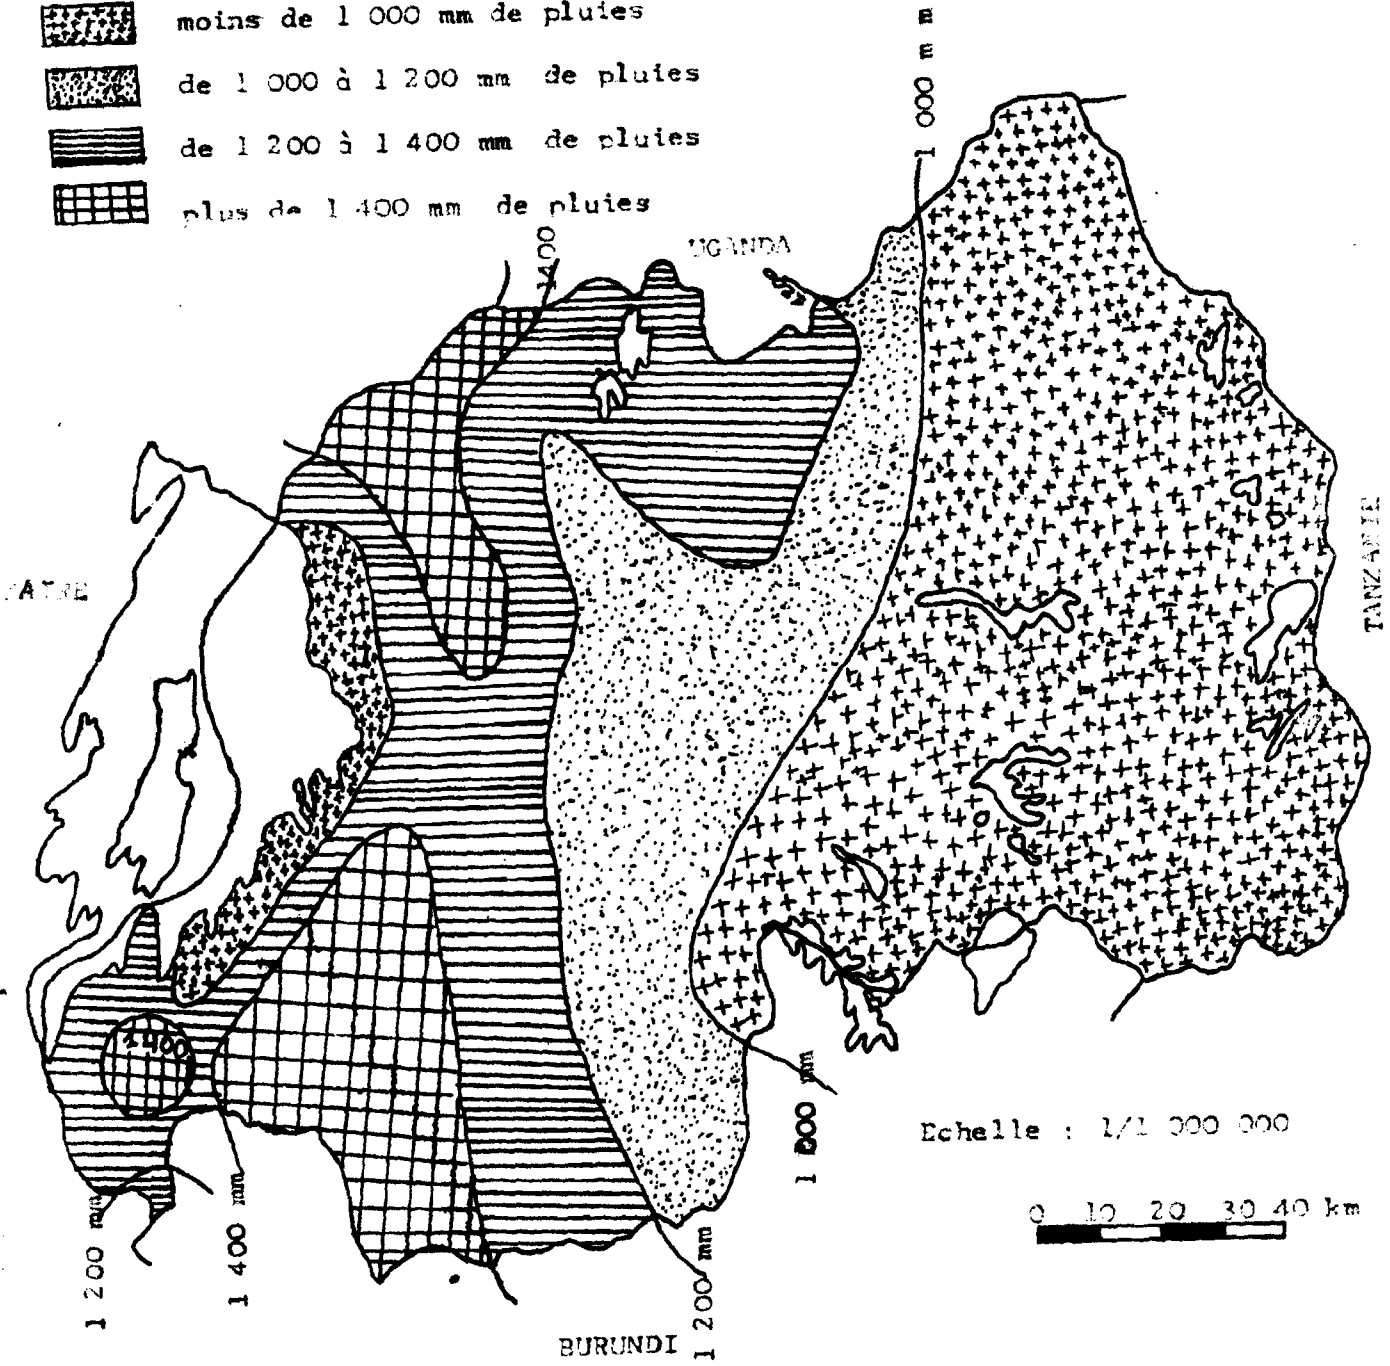 moins de 1 000 mm de pluies
de 1 000 à 1 200 mm de pluies
de 1 200 à 1 400 mm de pluies
plus de 1 400 mm de pluies
1 000 m m
1400
UGANDA
TANZANIE
1400
1 000 mm
Echelle : 1/1 000 000
0 10 20 30 40 km
1 200 mm
1 400 mm
1 200 mm
BURUNDI